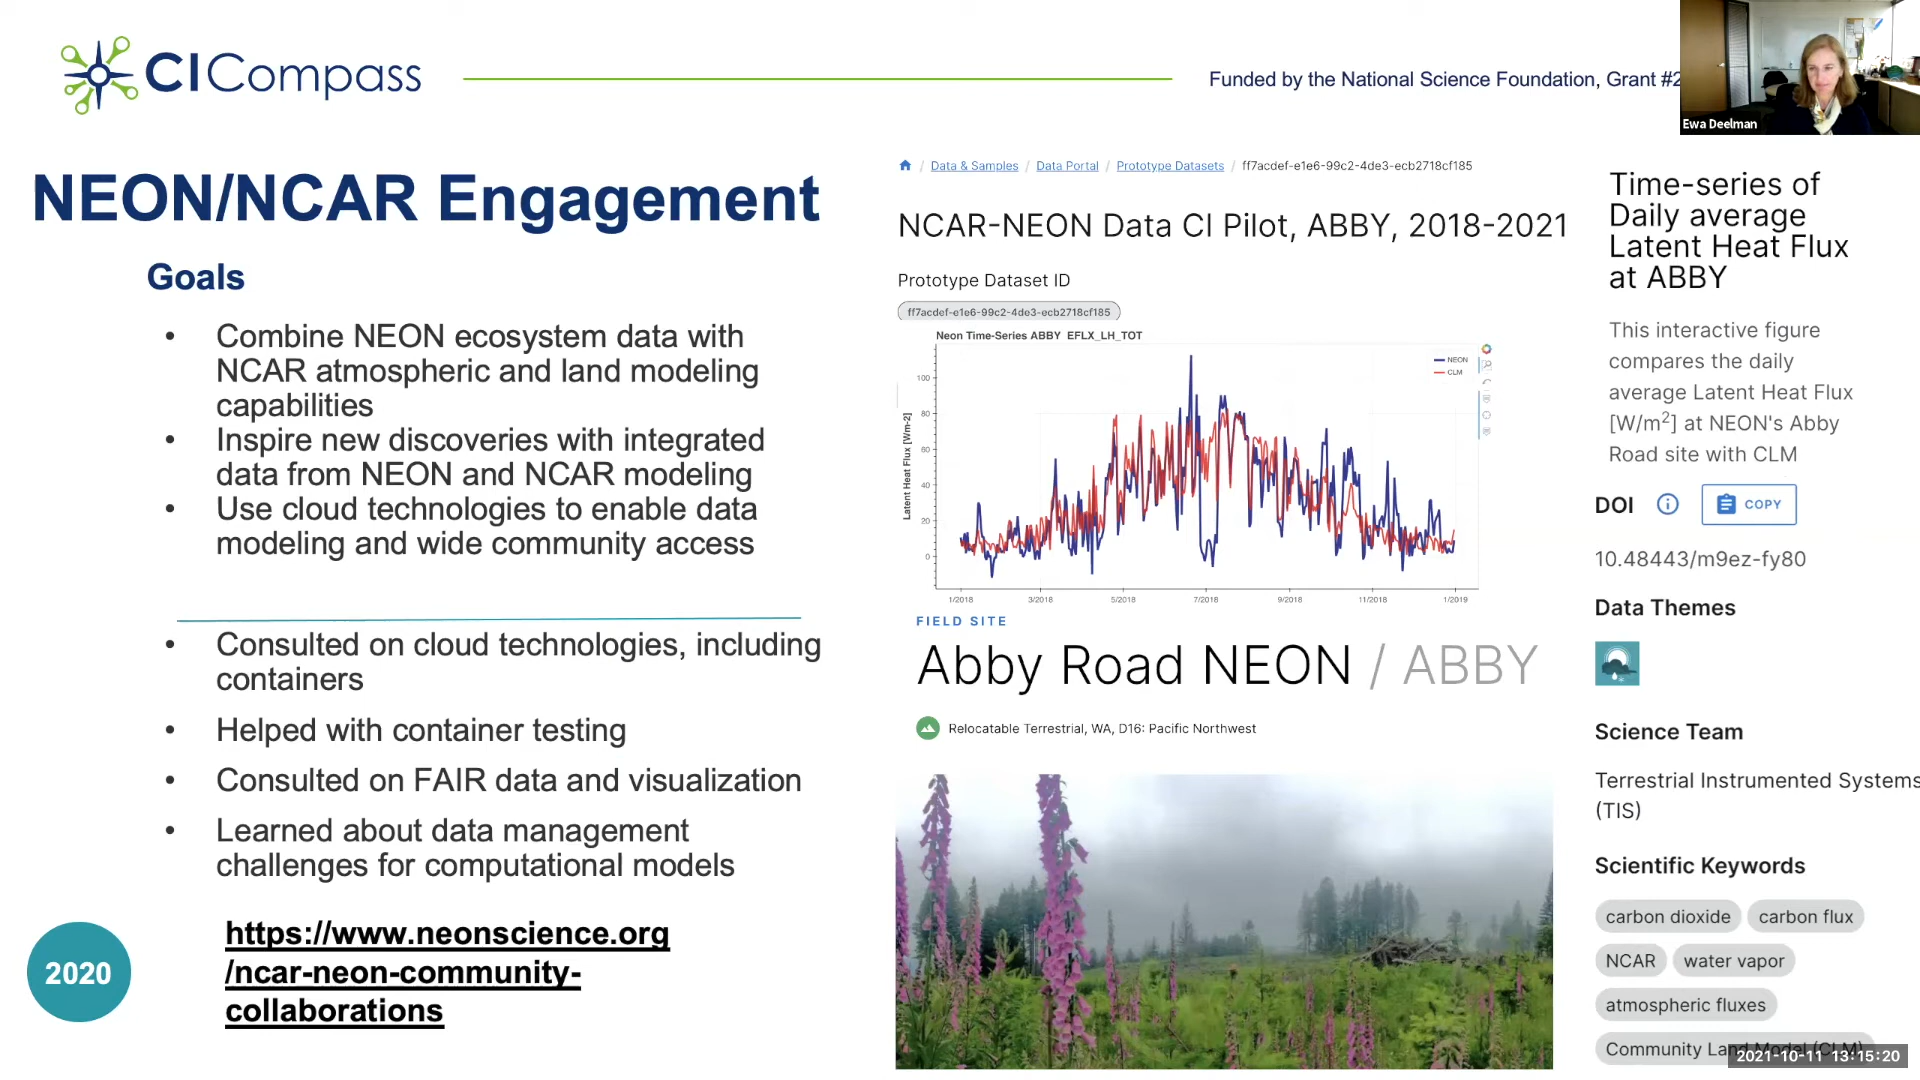 CICompass
Funded by the National Science Foundation, Grant #2
Ewa Deelman
NEON/NCAR Engagement
Goals
• Combine NEON ecosystem data with
NCAR atmospheric and land modeling
capabilities
• Inspire new discoveries with integrated
data from NEON and NCAR modeling
• Use cloud technologies to enable data
modeling and wide community access
• Consulted on cloud technologies, including
containers
• Helped with container testing
• Consulted on FAIR data and visualization
• Learned about data management
challenges for computational models
2020
https://www.neonscience.org
/ncar-neon-community-
collaborations
/ Data & Samples / Data Portal / Prototype Datasets / ff7acdef-e1e6-99c2-4de3-ecb2718cf185
NCAR-NEON Data CI Pilot, ABBY, 2018-2021
Prototype Dataset ID
ff7acdef-e1e6-99c2-4de3-ecb2718cf185
Neon Time-Series ABBY EFLX_LH_TOT
NEON
CLM
Latent Heat Flux [Wm-2]
100
80
60
40
20
0
1/2018 3/2018 5/2018 7/2018 9/2018 11/2018 1/2019
FIELD SITE
Abby Road NEON / ABBY
Relocatable Terrestrial, WA, D16: Pacific Northwest
Time-series of
Daily average
Latent Heat Flux
at ABBY
This interactive figure
compares the daily
average Latent Heat Flux
[W/m²] at NEON's Abby
Road site with CLM
DOI COPY
10.48443/m9ez-fy80
Data Themes
Science Team
Terrestrial Instrumented Systems
(TIS)
Scientific Keywords
carbon dioxide carbon flux
NCAR water vapor
atmospheric fluxes
Community Land Model (CLM)
2021-10-11 13:15:20